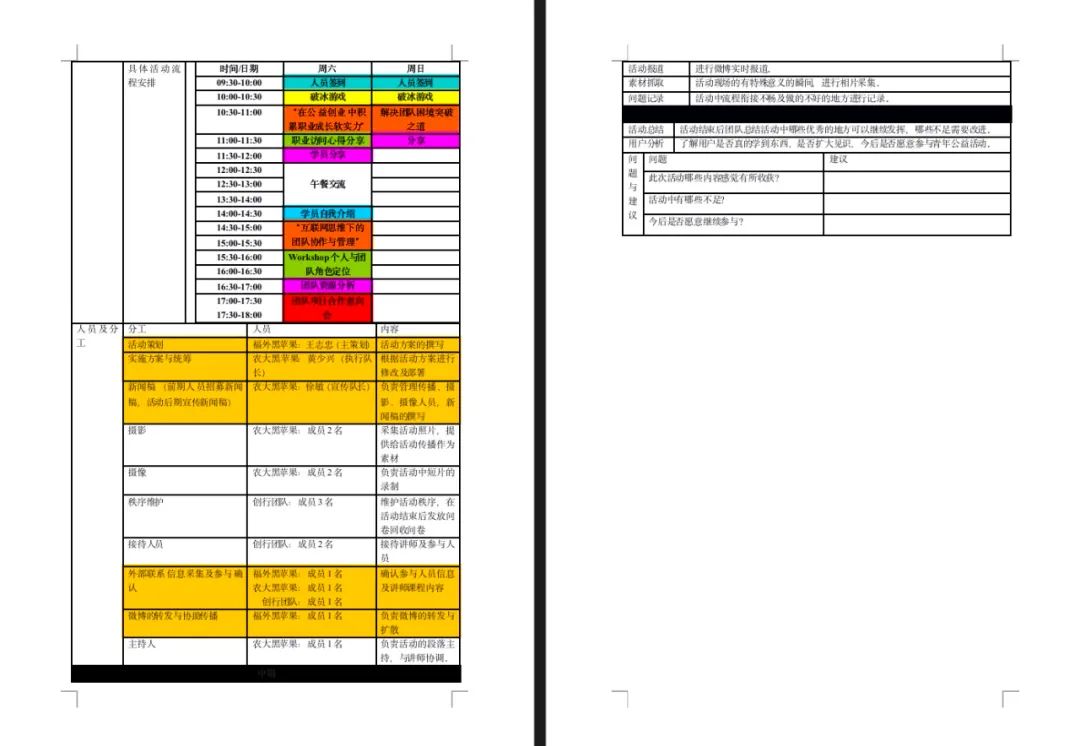 具体活动流 时间/日期 周六 周日
程安排 09:30-10:00 人员签到 人员签到
10:00-10:30 破冰游戏 破冰游戏
10:30-11:00 “在公益创业中积 解决团队困境突破
累职业成长软实力” 之道
11:00-11:30 职业访问心得分享 分享
11:30-12:00 学员分享
12:00-12:30
12:30-13:00 午餐交流
13:30-14:00
14:00-14:30 学员自我介绍
14:30-15:00 “互联网思维下的
15:00-15:30 团队协作与管理”
15:30-16:00 Workshop个人与团
16:00-16:30 队角色定位
16:30-17:00 团队资源分析
17:00-17:30 团队项目合作意向
17:30-18:00 会
人员及分 分工 人员 内容
工 活动策划 福外黑苹果：王志忠（主策划） 活动方案的撰写
实施方案与统筹 农大黑苹果：黄少兴（执行队 根据活动方案进行
长） 修改及部署
新闻稿（前期人员招募新闻 农大黑苹果：徐敏（宣传队长） 负责管理传播、摄
稿，活动后期宣传新闻稿） 影、摄像人员，新
闻稿的撰写
摄影 农大黑苹果：成员2名 采集活动照片，提
供给活动传播作为
素材
摄像 农大黑苹果：成员2名 负责活动中短片的
录制
秩序维护 创行团队：成员3名 维护活动秩序，在
活动结束后发放问
卷回收问卷
接待人员 创行团队：成员2名 接待讲师及参与人
员
外部联系信息采集及参与确 福外黑苹果：成员1名 确认参与人员信息
认 农大黑苹果：成员1名 及讲师课程内容
创行团队：成员1名
微博的转发与协助传播 福外黑苹果：成员1名 负责微博的转发与
扩散
主持人 农大黑苹果：成员1名 负责活动的段落主
持，与讲师协调。
中期
活动报道 进行微博实时报道.
素材抓取 活动现场的有特殊意义的瞬间，进行相片采集。
问题记录 活动中流程衔接不畅及做的不好的地方进行记录。
活动总结 活动结束后团队总结活动中哪些优秀的地方可以继续发挥，哪些不足需要改进。
用户分析 了解用户是否真的学到东西，是否扩大见识，今后是否愿意参与青年公益活动。
问题与建议 问题 建议
此次活动哪些内容感觉有所收获？
活动中有哪些不足？
今后是否愿意继续参与？